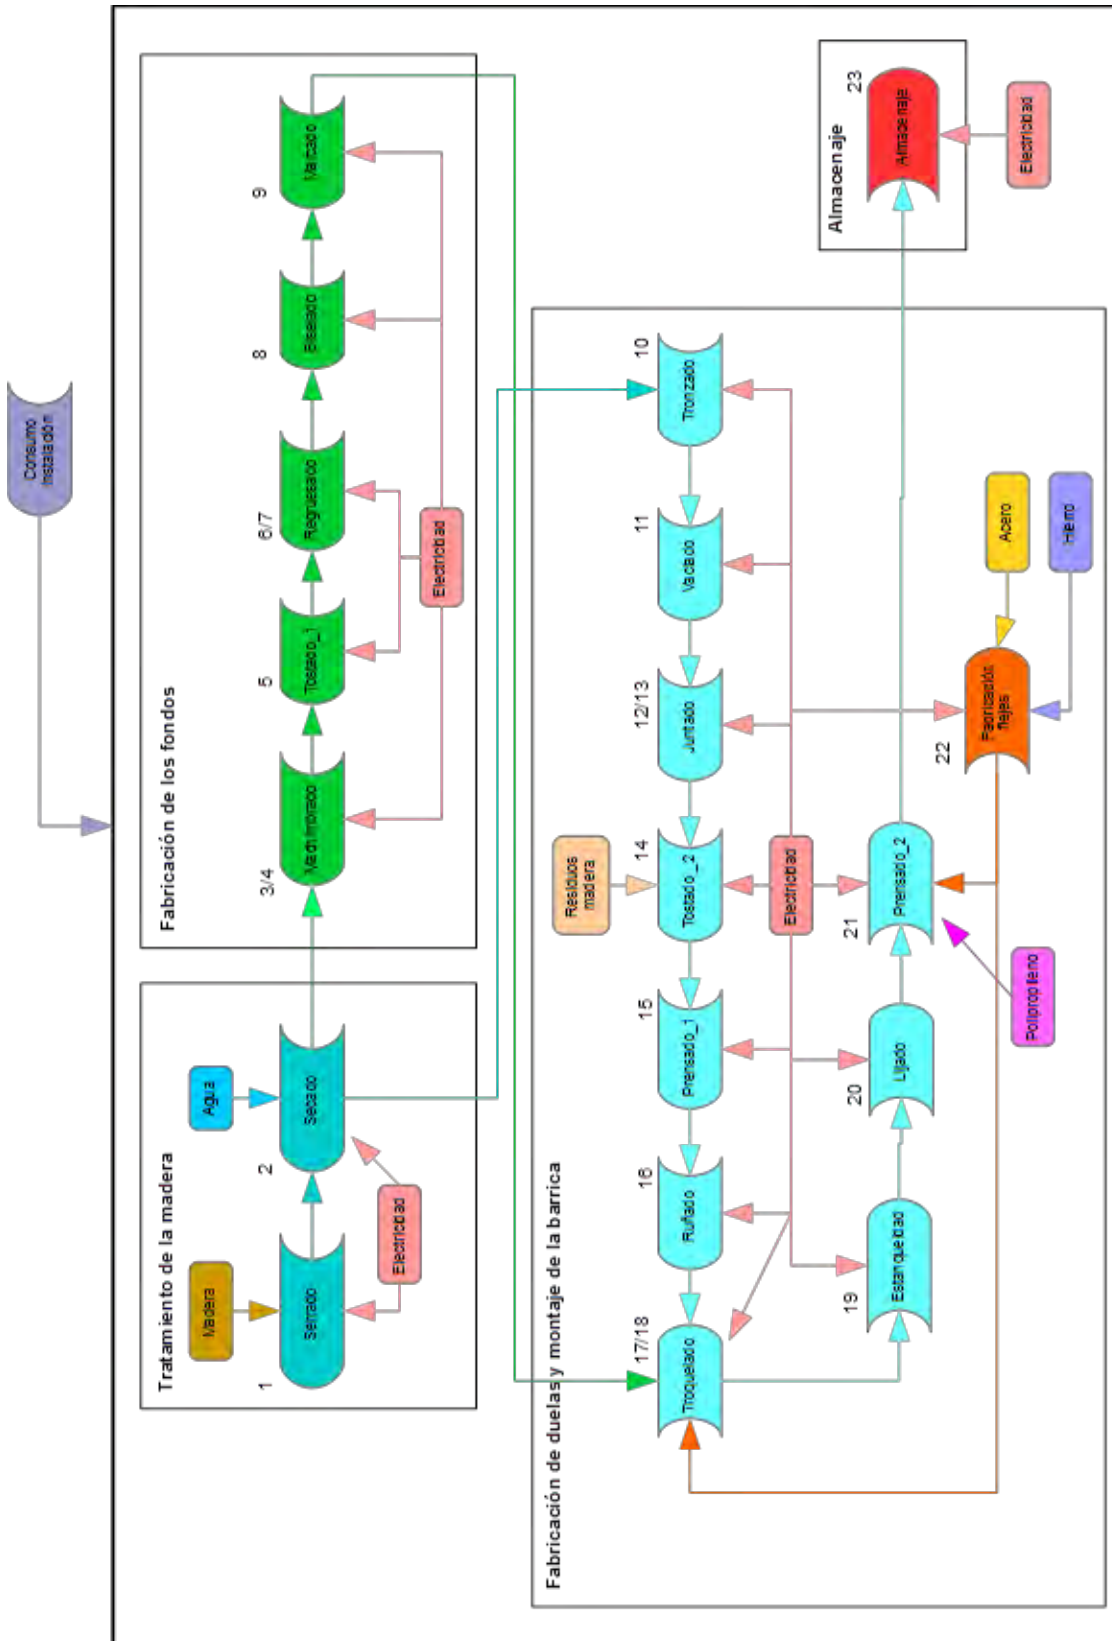 Consumo
instalación
Tratamiento de la madera
Madera
1
Serrado
Agua
2
Secado
Electricidad
Fabricación de los fondos
3/4
Machimbrado
5
Tostado_1
6/7
Regruesado
8
Biselado
9
Marcado
Electricidad
Fabricación de duelas y montaje de la barrica
10
Tronzado
11
Vaciado
12/13
Juntado
14
Tostado_2
Residuos
madera
15
Prensado_1
16
Ruñado
17/18
Troquelado
Electricidad
19
Estanqueidad
20
Lijado
21
Prensado_2
Polipropileno
22
Fabricación
flejes
Acero
Hierro
Almacenaje
23
Almacenaje
Electricidad